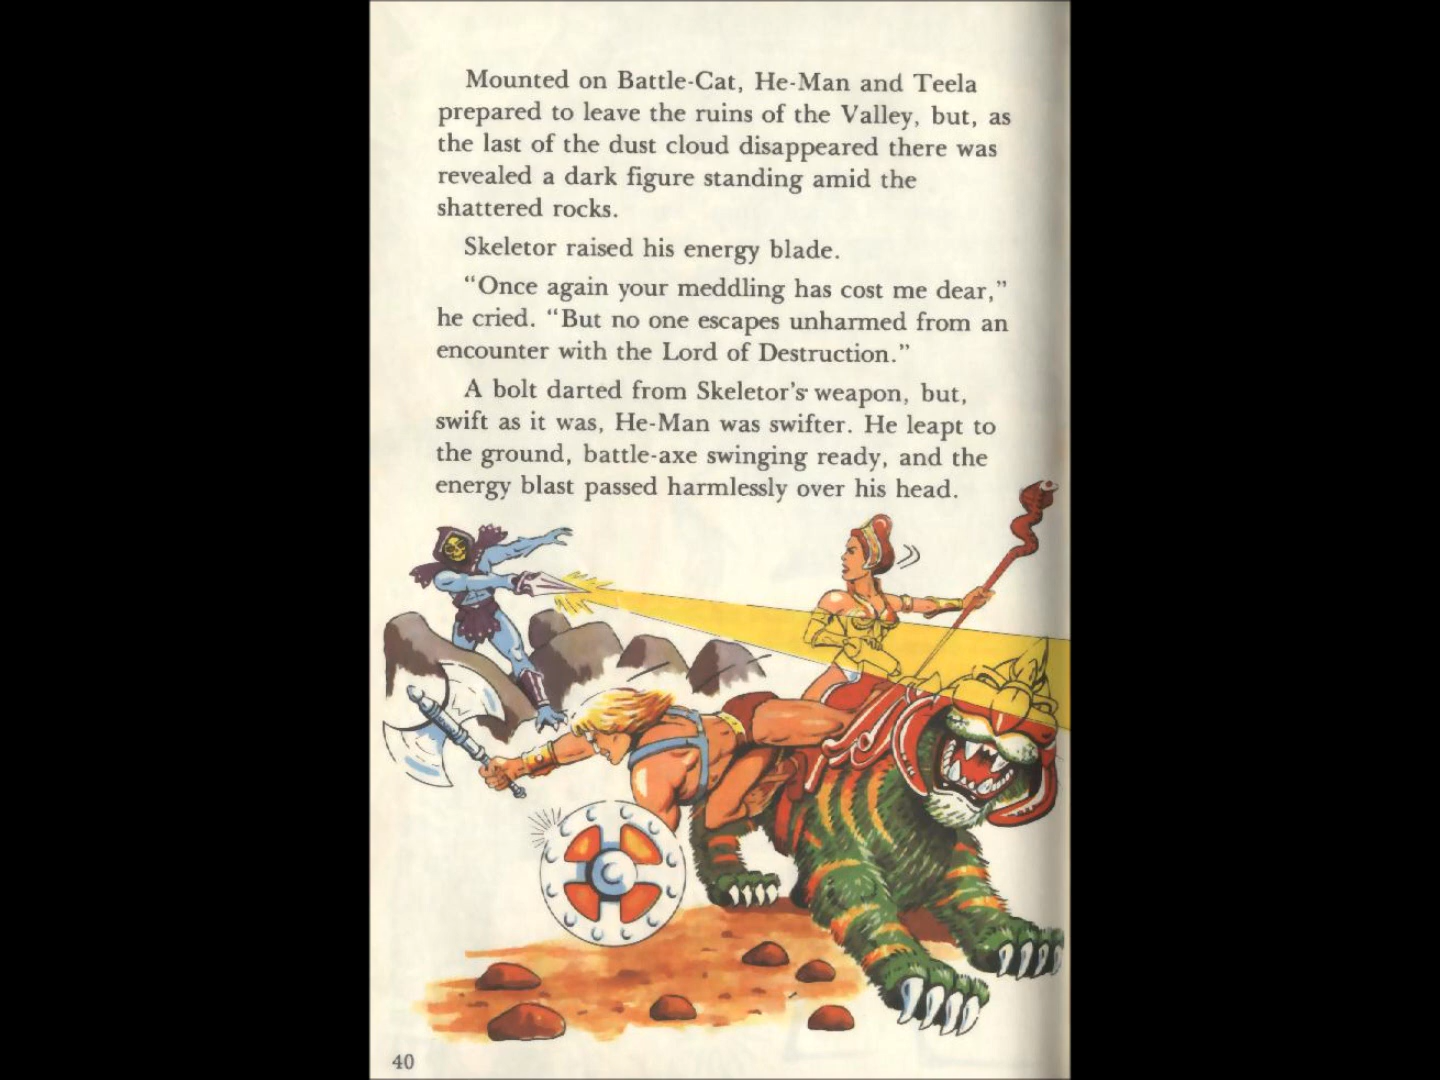 Mounted on Battle-Cat, He-Man and Teela
prepared to leave the ruins of the Valley, but, as
the last of the dust cloud disappeared there was
revealed a dark figure standing amid the
shattered rocks.
Skeletor raised his energy blade.
“Once again your meddling has cost me dear,”
he cried. “But no one escapes unharmed from an
encounter with the Lord of Destruction.”
A bolt darted from Skeletor’s weapon, but,
swift as it was, He-Man was swifter. He leapt to
the ground, battle-axe swinging ready, and the
energy blast passed harmlessly over his head.
40